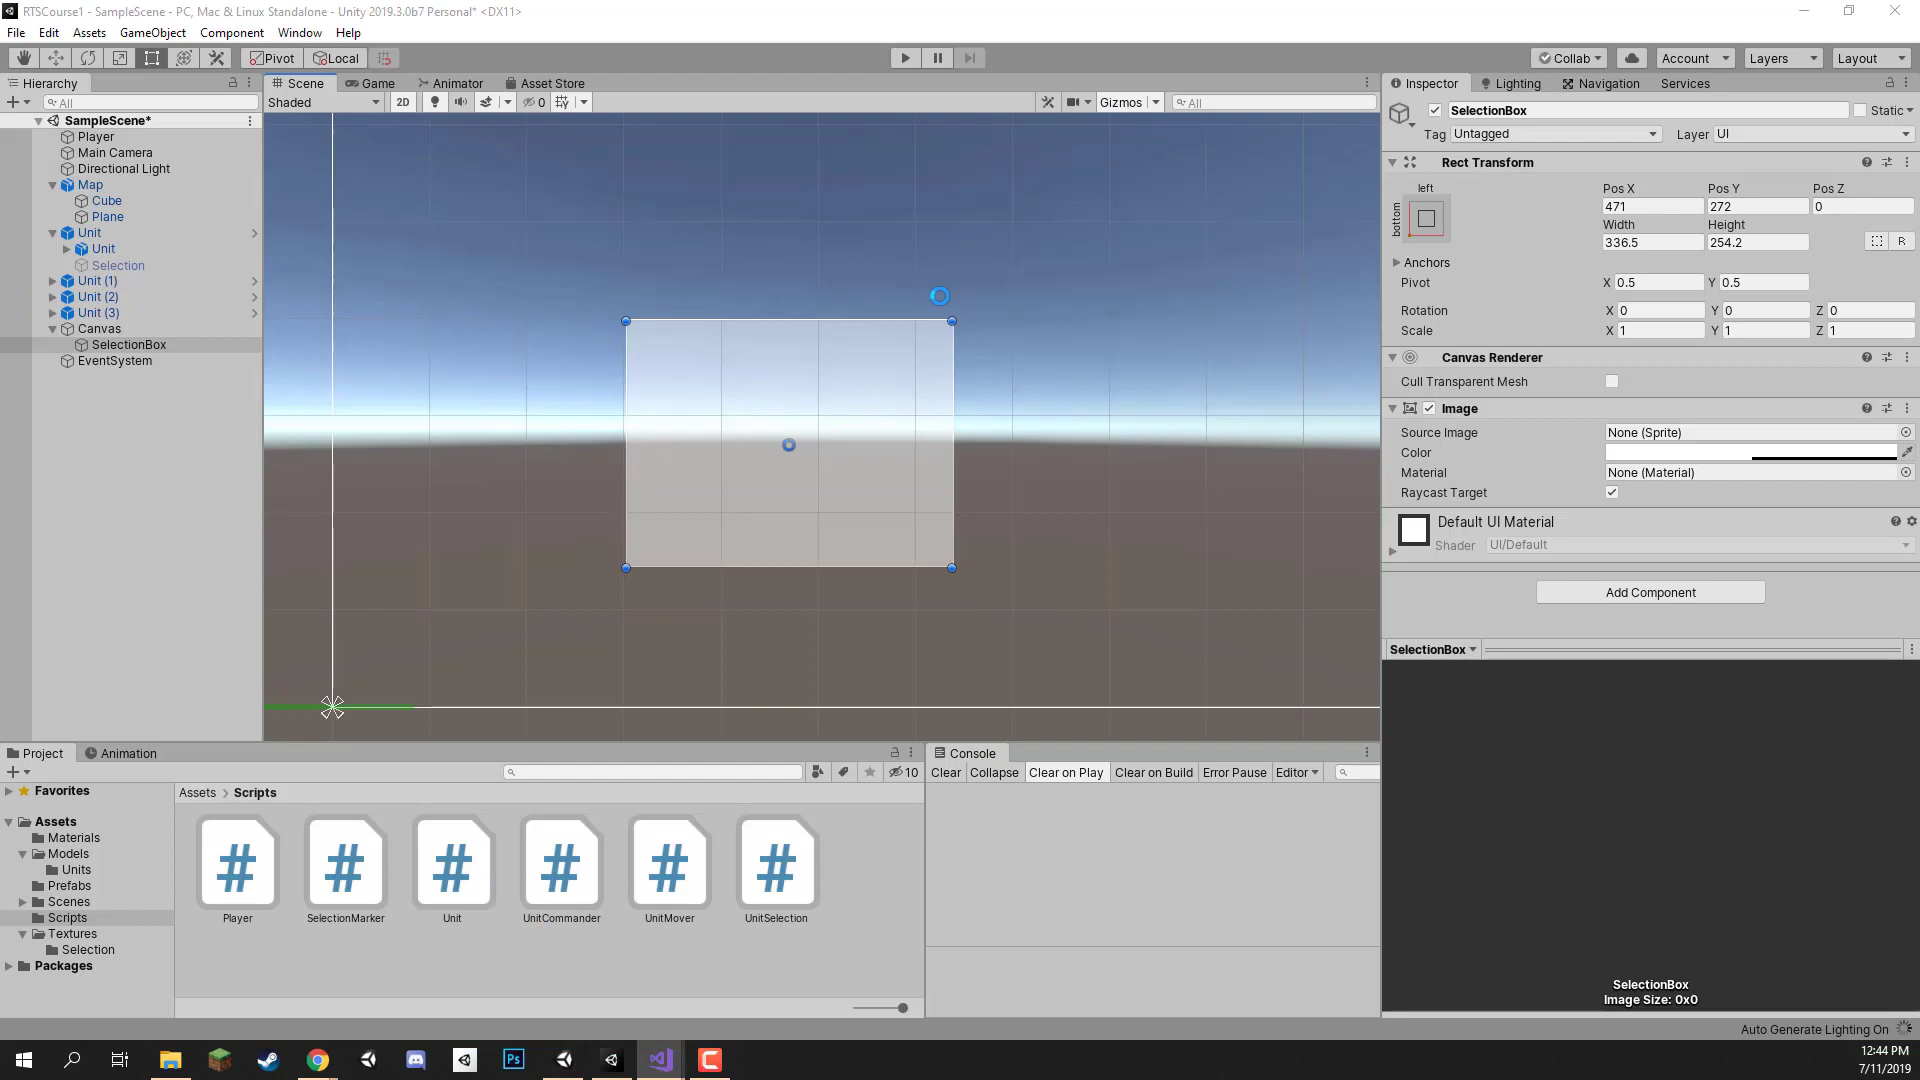 RTSCourse1 - SampleScene - PC, Mac & Linux Standalone - Unity 2019.3.0b7 Personal* <DX11>
File Edit Assets GameObject Component Window Help
Pivot Local Collab Account Layers Layout
Hierarchy
All
SampleScene*
Player
Main Camera
Directional Light
Map
Cube
Plane
Unit
Unit
Selection
Unit (1)
Unit (2)
Unit (3)
Canvas
SelectionBox
EventSystem
Scene Game Animator Asset Store
Shaded 2D 0 Gizmos All
Inspector Lighting Navigation Services
SelectionBox Static
Tag Untagged Layer UI
Rect Transform
left
bottom
Pos X Pos Y Pos Z
471 272 0
Width Height
336.5 254.2 R
Anchors
Pivot X 0.5 Y 0.5
Rotation X 0 Y 0 Z 0
Scale X 1 Y 1 Z 1
Canvas Renderer
Cull Transparent Mesh
Image
Source Image None (Sprite)
Color
Material None (Material)
Raycast Target
Default UI Material
Shader UI/Default
Add Component
SelectionBox
SelectionBox
Image Size: 0x0
Project Animation
10
Favorites
Assets
Materials
Models
Units
Prefabs
Scenes
Scripts
Textures
Selection
Packages
Assets > Scripts
Player SelectionMarker Unit UnitCommander UnitMover UnitSelection
Console
Clear Collapse Clear on Play Clear on Build Error Pause Editor
Auto Generate Lighting On
Ps
12:44 PM
7/11/2019